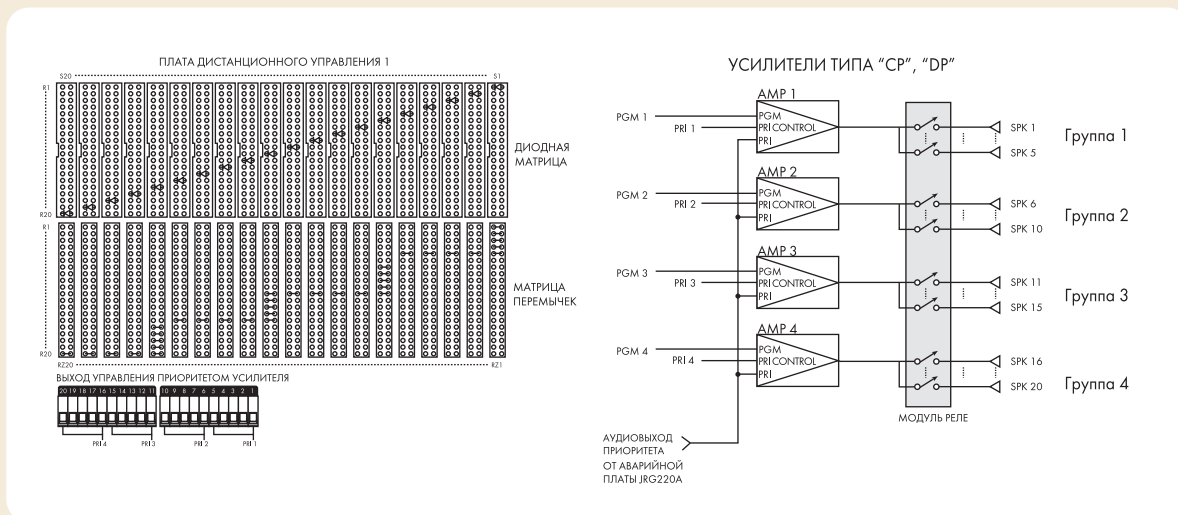 ПЛАТА ДИСТАНЦИОННОГО УПРАВЛЕНИЯ 1
S20 S1
R1
R20
ДИОДНАЯ
МАТРИЦА
R1
R20
МАТРИЦА
ПЕРЕМЫЧЕК
RZ20 RZ1
ВЫХОД УПРАВЛЕНИЯ ПРИОРИТЕТОМ УСИЛИТЕЛЯ
20 19 18 17 16 15 14 13 12 11 10 9 8 7 6 5 4 3 2 1
PRI 4 PRI 3 PRI 2 PRI 1
УСИЛИТЕЛИ ТИПА “CP”, “DP”
AMP 1
PGM 1 PGM
PRI 1 PRI CONTROL
PRI
SPK 1
SPK 5
Группа 1
AMP 2
PGM 2 PGM
PRI 2 PRI CONTROL
PRI
SPK 6
SPK 10
Группа 2
AMP 3
PGM 3 PGM
PRI 3 PRI CONTROL
PRI
SPK 11
SPK 15
Группа 3
AMP 4
PGM 4 PGM
PRI 4 PRI CONTROL
PRI
SPK 16
SPK 20
Группа 4
МОДУЛЬ РЕЛЕ
АУДИОВЫХОД
ПРИОРИТЕТА
ОТ АВАРИЙНОЙ
ПЛАТЫ JRG220A